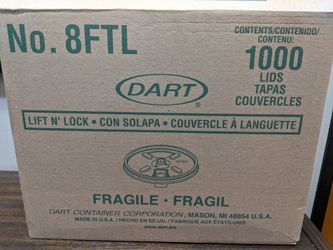 No. 8FTL
CONTENTS/CONTENIDO/
CONTENU:
1000
LIDS
TAPAS
COUVERCLES
DART®
LIFT N' LOCK • CON SOLAPA • COUVERCLE À LANGUETTE
FRAGILE • FRAGIL
DART CONTAINER CORPORATION, MASON, MI 48854 U.S.A.
MADE IN U.S.A. / HECHO EN EE.UU. / FABRIQUE AUX ÉTATS-UNIS
www.dart.biz